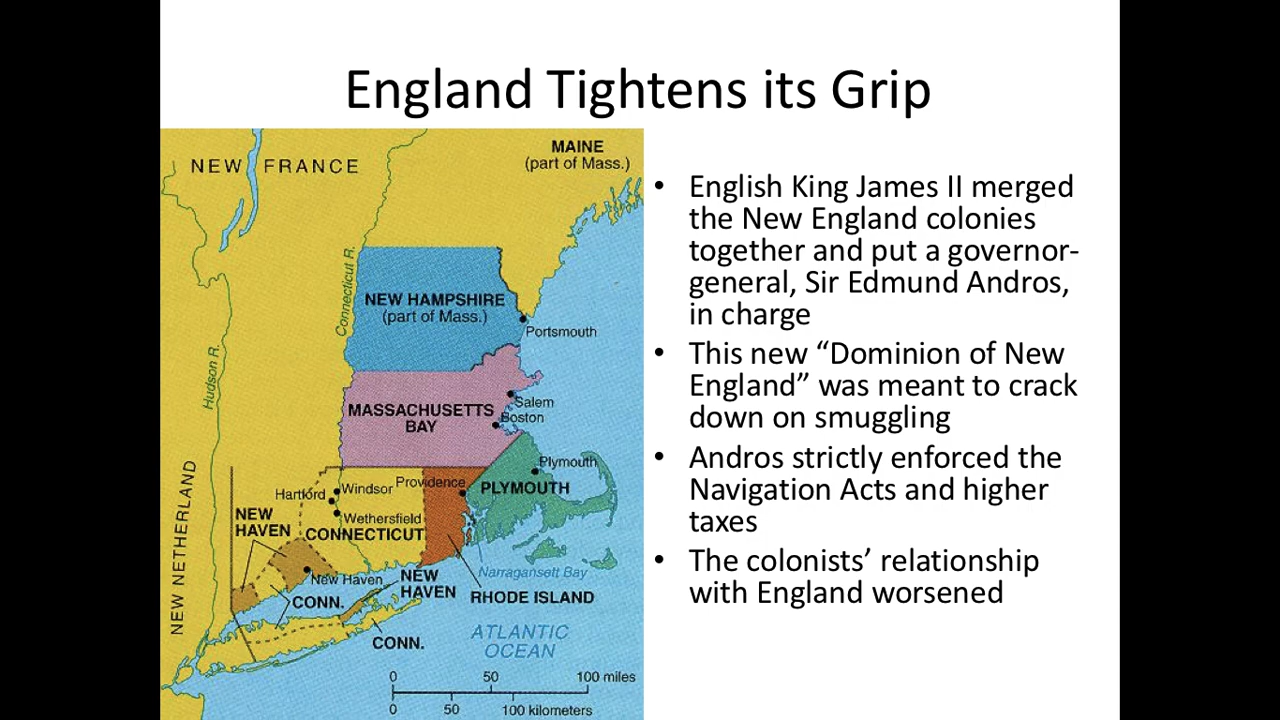 England Tightens its Grip
NEW FRANCE
MAINE
(part of Mass.)
Connecticut R.
NEW HAMPSHIRE
(part of Mass.)
Portsmouth
Hudson R.
MASSACHUSETTS
BAY
Salem
Boston
NEW NETHERLAND
Plymouth
PLYMOUTH
Providence
Hartford
Windsor
Wethersfield
CONNECTICUT
NEW
HAVEN
New Haven
CONN.
NEW
HAVEN
Narragansett Bay
RHODE ISLAND
CONN.
ATLANTIC
OCEAN
0 50 100 miles
0 50 100 kilometers
• English King James II merged
the New England colonies
together and put a governor-
general, Sir Edmund Andros,
in charge
• This new “Dominion of New
England” was meant to crack
down on smuggling
• Andros strictly enforced the
Navigation Acts and higher
taxes
• The colonists’ relationship
with England worsened